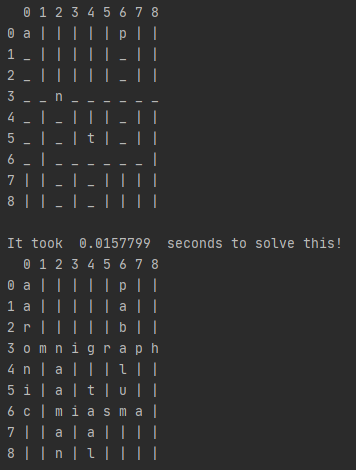 0 1 2 3 4 5 6 7 8
0 a | | | | | p | |
1 _ | | | | | _ | |
2 _ | | | | | _ | |
3 _ _ n _ _ _ _ _ _
4 _ | _ | | | _ | |
5 _ | _ | t | _ | |
6 _ | _ _ _ _ _ _ |
7 | | _ | _ | | | |
8 | | _ | _ | | | |
It took  0.0157799  seconds to solve this!
0 1 2 3 4 5 6 7 8
0 a | | | | | p | |
1 a | | | | | a | |
2 r | | | | | b | |
3 o m n i g r a p h
4 n | a | | | l | |
5 i | a | t | u | |
6 c | m i a s m a |
7 | | a | a | | | |
8 | | n | l | | | |